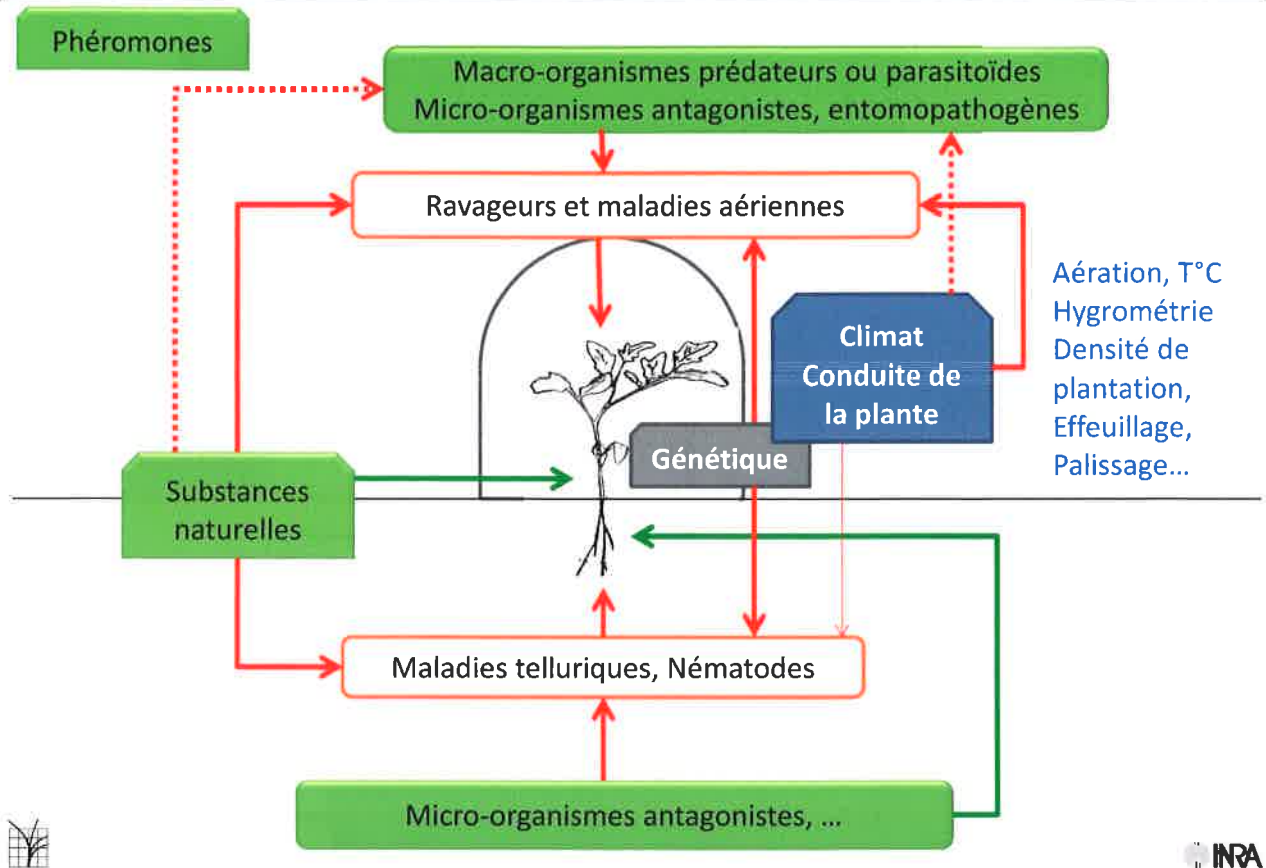 Phéromones
Macro-organismes prédateurs ou parasitoïdes
Micro-organismes antagonistes, entomopathogènes
Ravageurs et maladies aériennes
Aération, T°C
Hygrométrie
Densité de
plantation,
Effeuillage,
Palissage...
Climat
Conduite de
la plante
Génétique
Substances
naturelles
Maladies telluriques, Nématodes
Micro-organismes antagonistes, ...
INRA